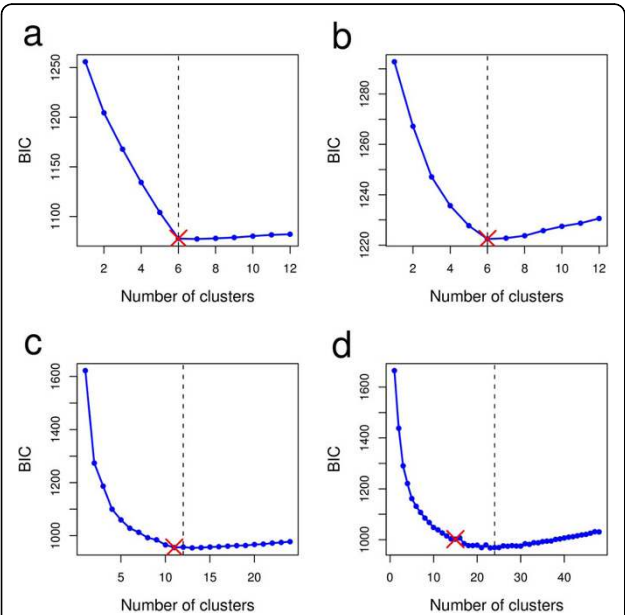 a
b
BIC
1250
1200
1150
1100
2 4 6 8 10 12
Number of clusters
BIC
1280
1260
1240
1220
2 4 6 8 10 12
Number of clusters
c
d
BIC
1600
1400
1200
1000
5 10 15 20
Number of clusters
BIC
1600
1400
1200
1000
0 10 20 30 40
Number of clusters